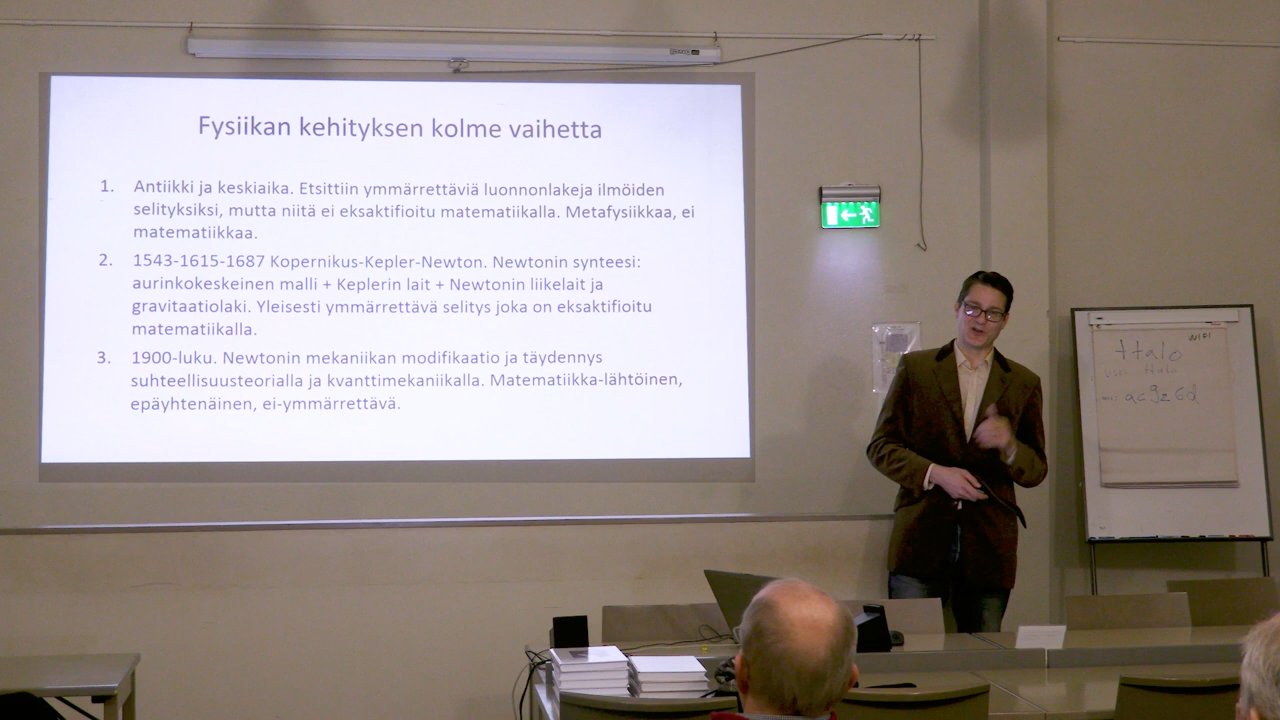 Fysiikan kehityksen kolme vaihetta
1. Antiikki ja keskiaika. Etsittiin ymmärrettäviä luonnonlakeja ilmöiden
selityksiksi, mutta niitä ei eksaktifioitu matematiikalla. Metafysiikkaa, ei
matematiikkaa.
2. 1543-1615-1687 Kopernikus-Kepler-Newton. Newtonin synteesi:
aurinkokeskeinen malli + Keplerin lait + Newtonin liikelait ja
gravitaatiolaki. Yleisesti ymmärrettävä selitys joka on eksaktifioitu
matematiikalla.
3. 1900-luku. Newtonin mekaniikan modifikaatio ja täydennys
suhteellisuusteorialla ja kvanttimekaniikalla. Matematiikka-lähtöinen,
epäyhtenäinen, ei-ymmärrettävä.
WIFI
Halo